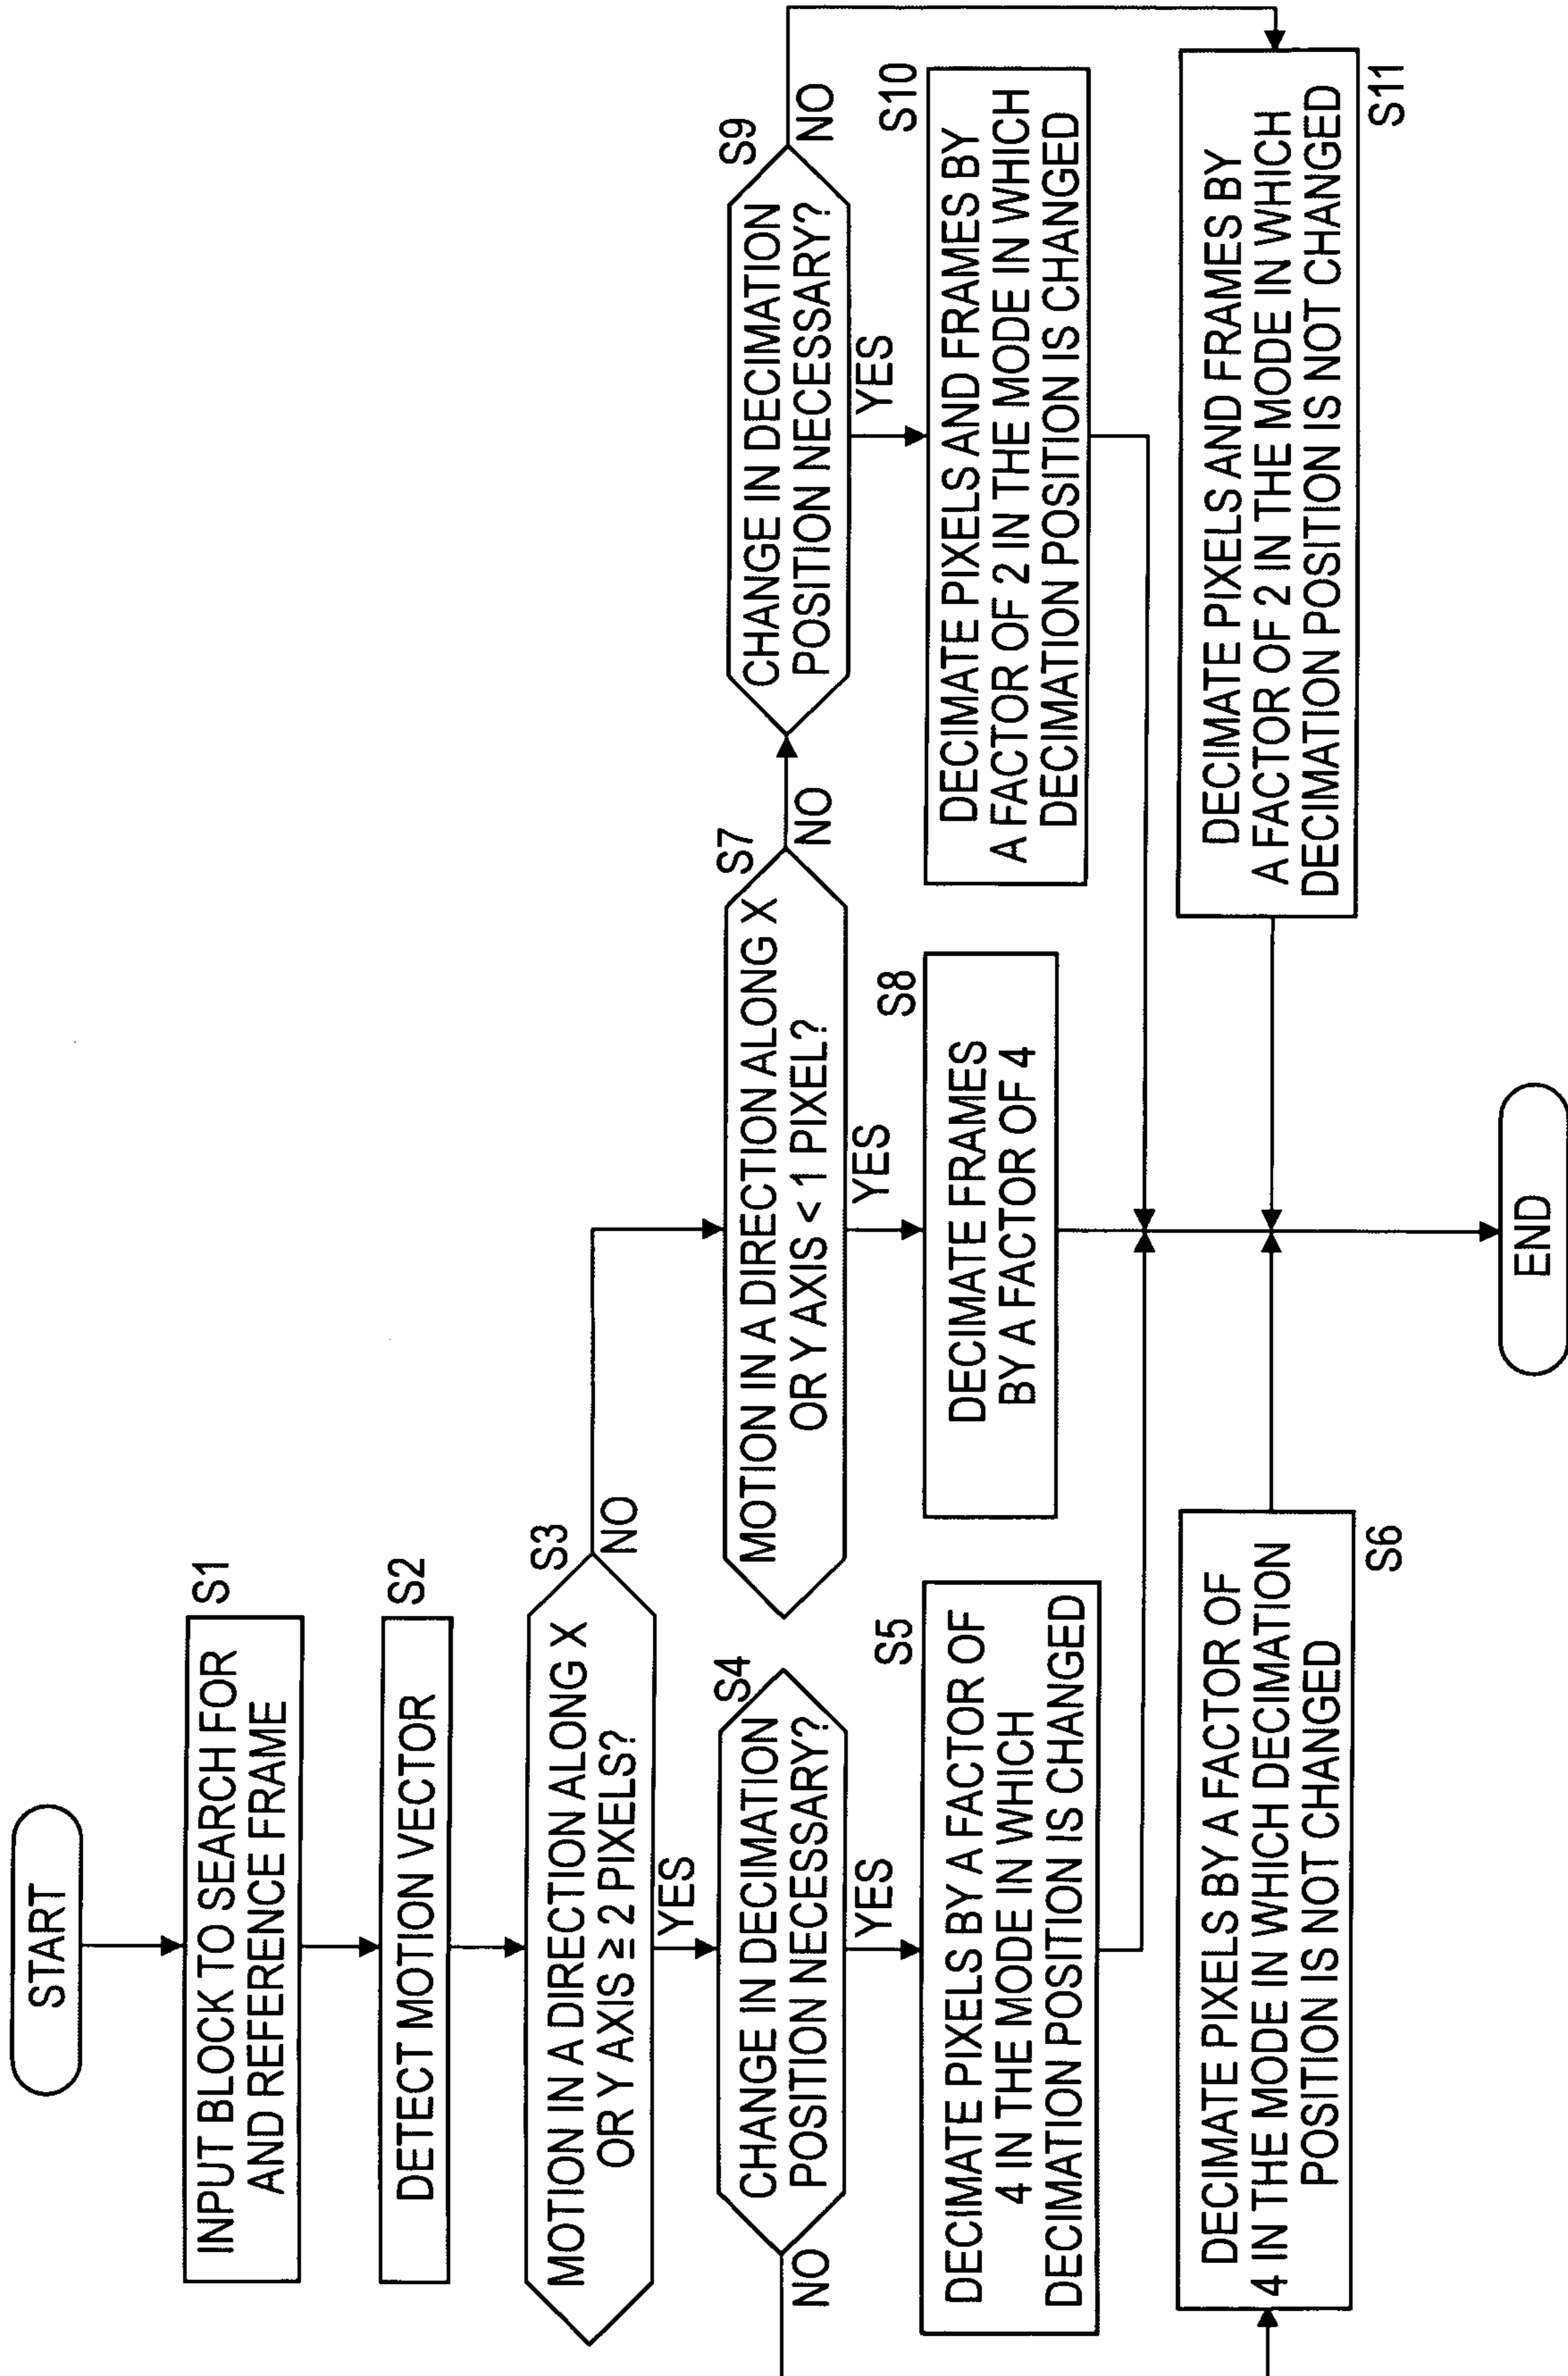 START
S1
INPUT BLOCK TO SEARCH FOR
AND REFERENCE FRAME
S2
DETECT MOTION VECTOR
S3
MOTION IN A DIRECTION ALONG X
OR Y AXIS ≥ 2 PIXELS?
NO
YES
S4
CHANGE IN DECIMATION
POSITION NECESSARY?
NO
YES
S5
DECIMATE PIXELS BY A FACTOR OF
4 IN THE MODE IN WHICH
DECIMATION POSITION IS CHANGED
DECIMATE PIXELS BY A FACTOR OF
4 IN THE MODE IN WHICH DECIMATION
POSITION IS NOT CHANGED
S6
S7
MOTION IN A DIRECTION ALONG X
OR Y AXIS < 1 PIXEL?
NO
YES
S8
DECIMATE FRAMES
BY A FACTOR OF 4
S9
CHANGE IN DECIMATION
POSITION NECESSARY?
NO
YES
S10
DECIMATE PIXELS AND FRAMES BY
A FACTOR OF 2 IN THE MODE IN WHICH
DECIMATION POSITION IS CHANGED
DECIMATE PIXELS AND FRAMES BY
A FACTOR OF 2 IN THE MODE IN WHICH
DECIMATION POSITION IS NOT CHANGED
S11
END